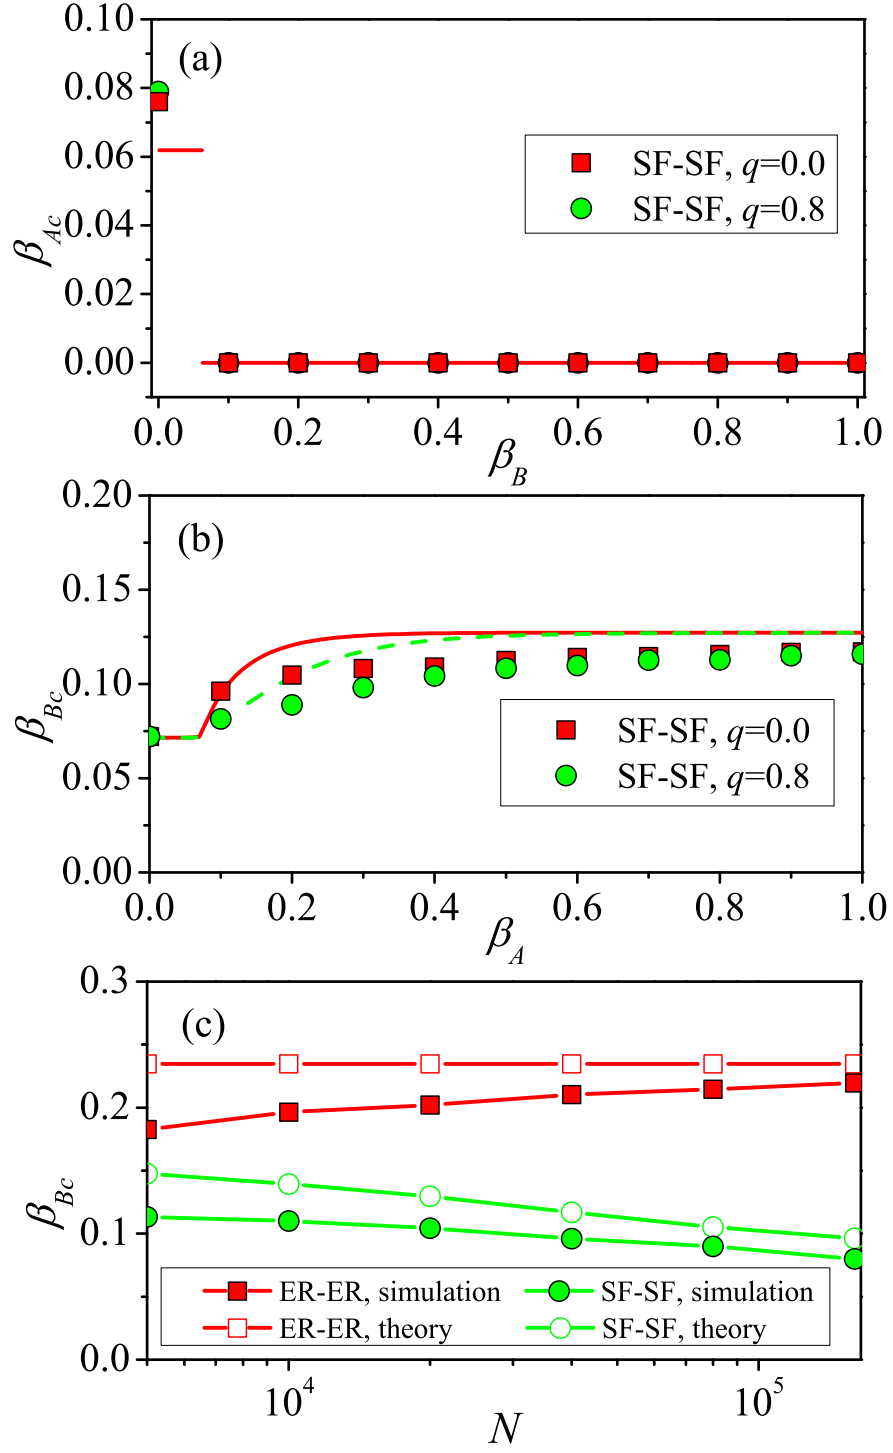 (a)
0.10
0.08
0.06
0.04
0.02
0.00
β_Ac
SF-SF, q=0.0
SF-SF, q=0.8
0.0 0.2 0.4 0.6 0.8 1.0
β_B
(b)
0.20
0.15
0.10
0.05
0.00
β_Bc
SF-SF, q=0.0
SF-SF, q=0.8
0.0 0.2 0.4 0.6 0.8 1.0
β_A
(c)
0.3
0.2
0.1
0.0
β_Bc
ER-ER, simulation SF-SF, simulation
ER-ER, theory SF-SF, theory
10^4 10^5
N